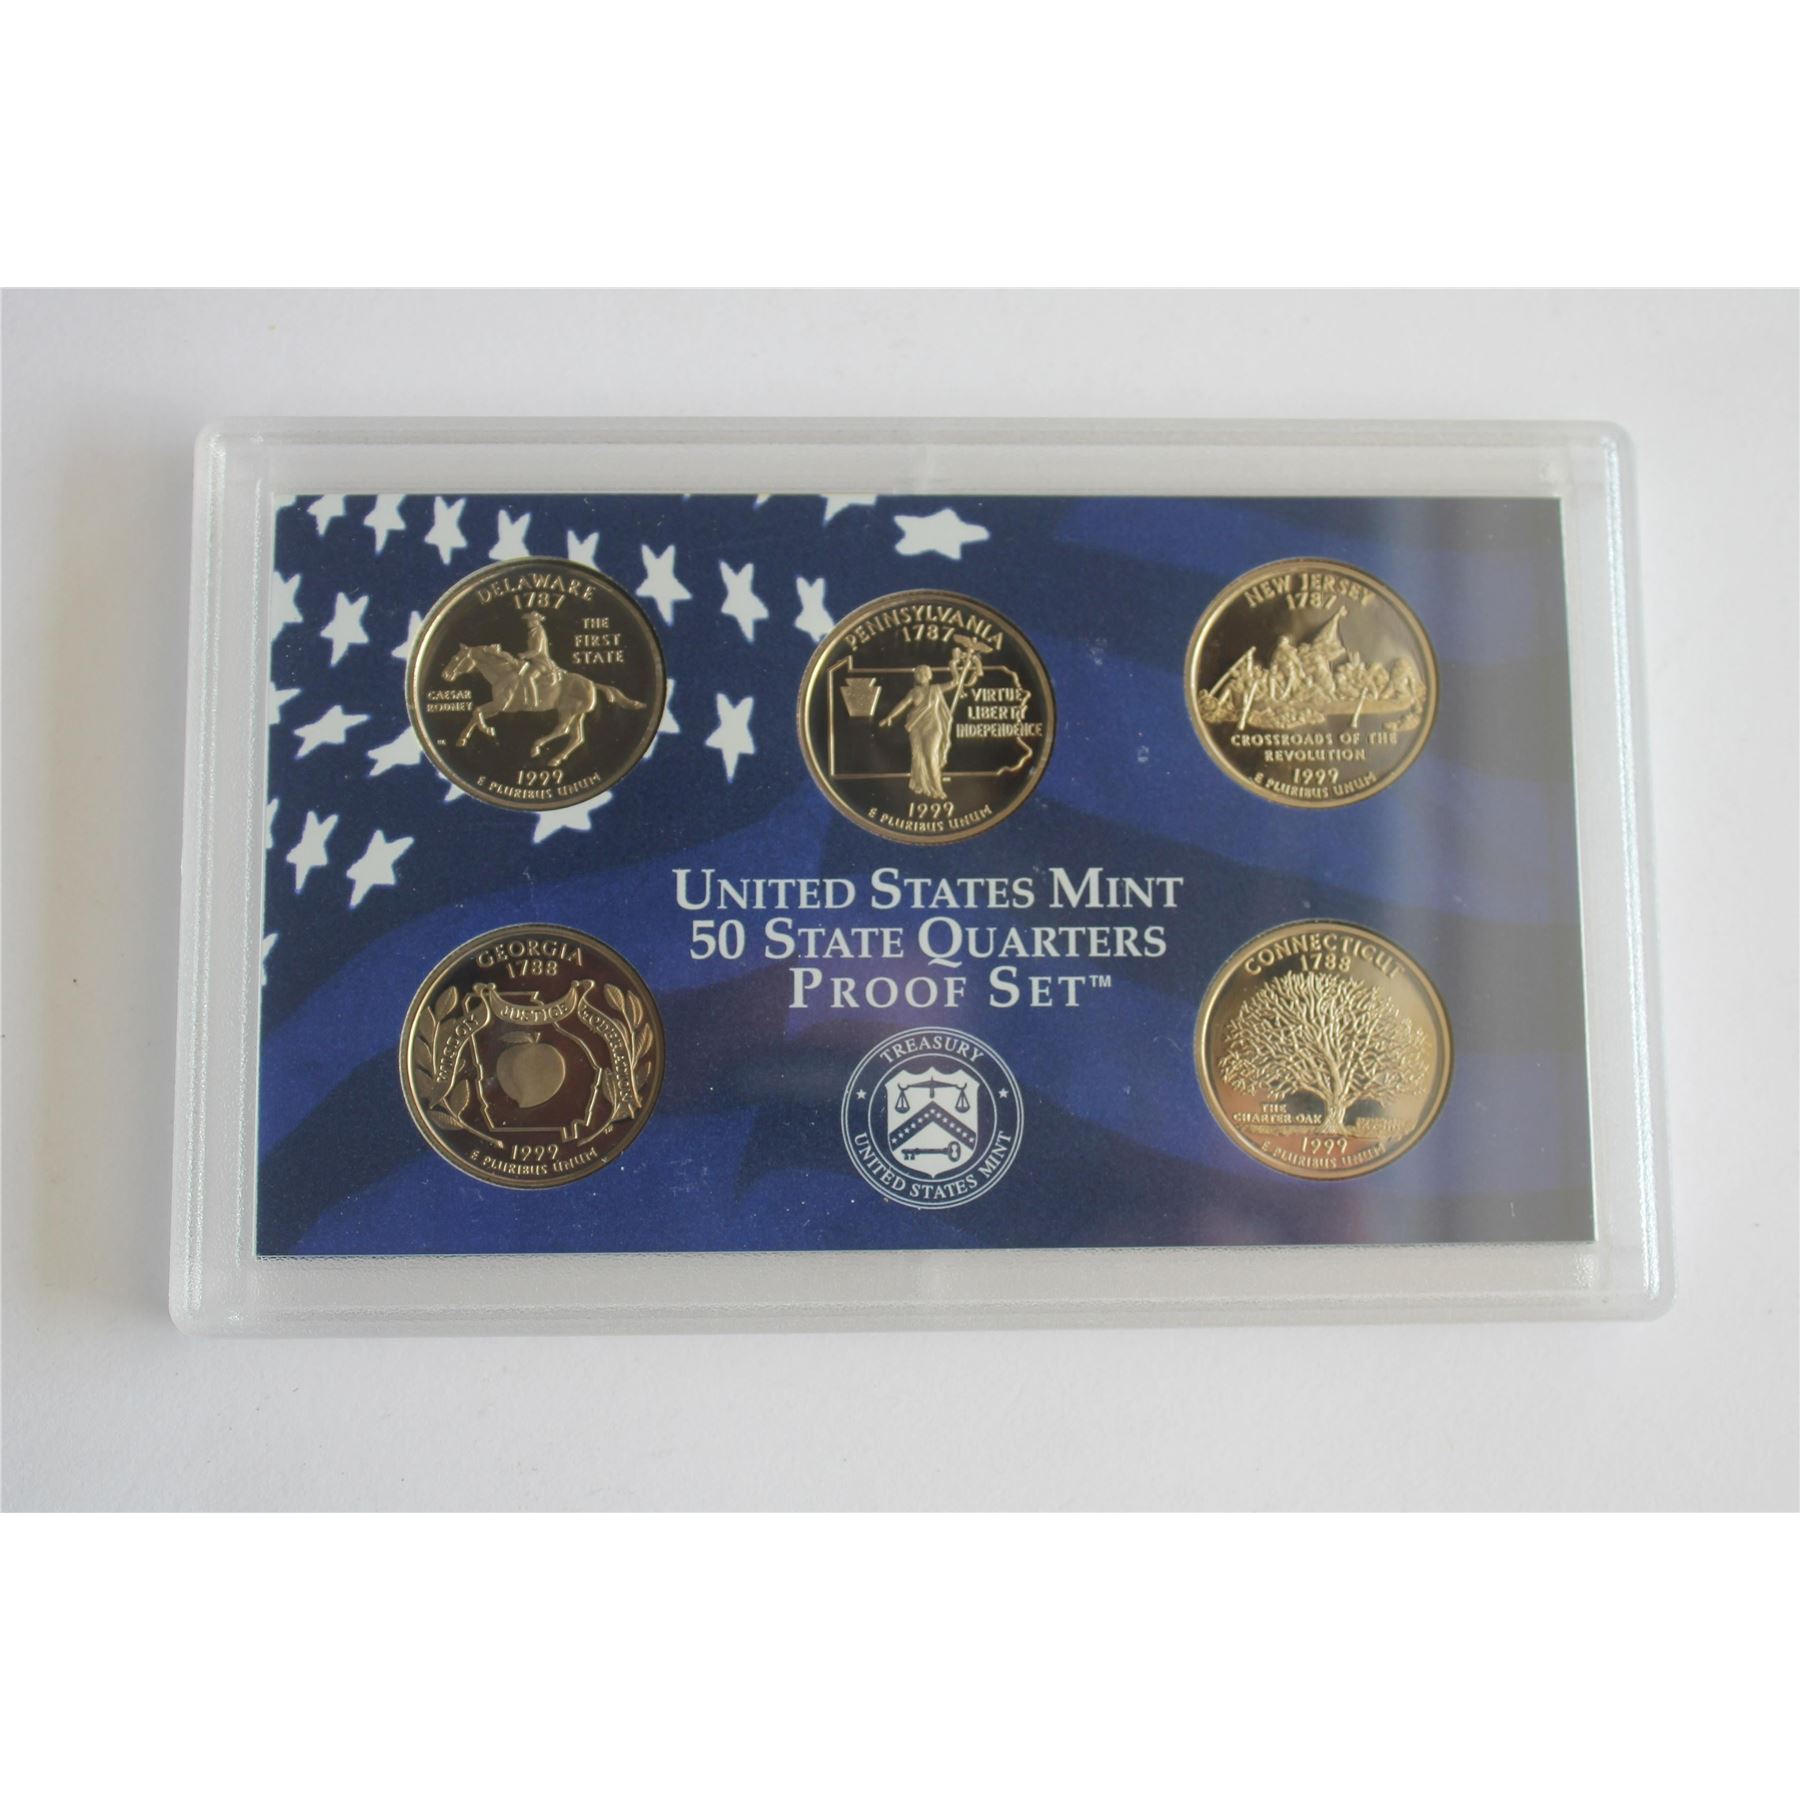 DELAWARE
1787
THE
FIRST
STATE
CAESAR
RODNEY
1999
E PLURIBUS UNUM
PENNSYLVANIA
1787
VIRTUE
LIBERTY
INDEPENDENCE
1999
E PLURIBUS UNUM
NEW JERSEY
1787
CROSSROADS OF THE
REVOLUTION
1999
E PLURIBUS UNUM
UNITED STATES MINT
50 STATE QUARTERS
PROOF SET™
GEORGIA
1788
WISDOM JUSTICE MODERATION
1999
E PLURIBUS UNUM
TREASURY
UNITED STATES MINT
CONNECTICUT
1788
THE
CHARTER OAK
1999
E PLURIBUS UNUM